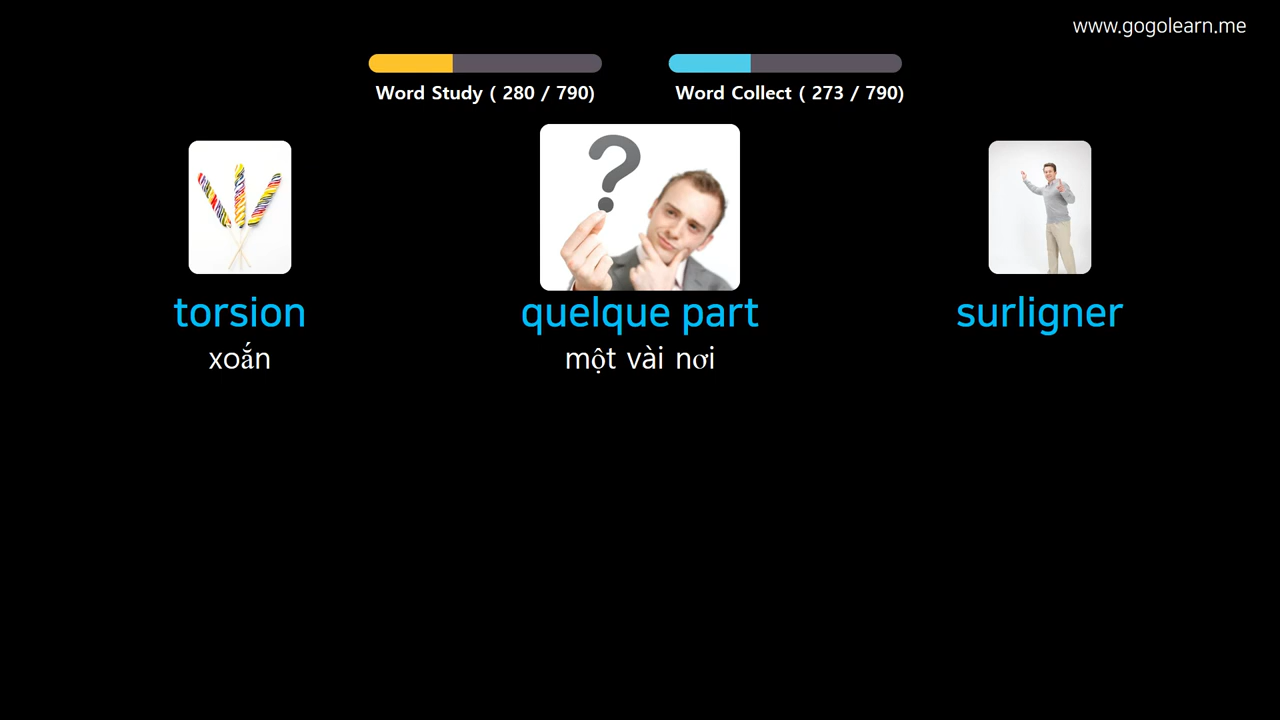 www.gogolearn.me
Word Study ( 280 / 790)
Word Collect ( 273 / 790)
torsion
quelque part
surligner
xoắn
một vài nơi